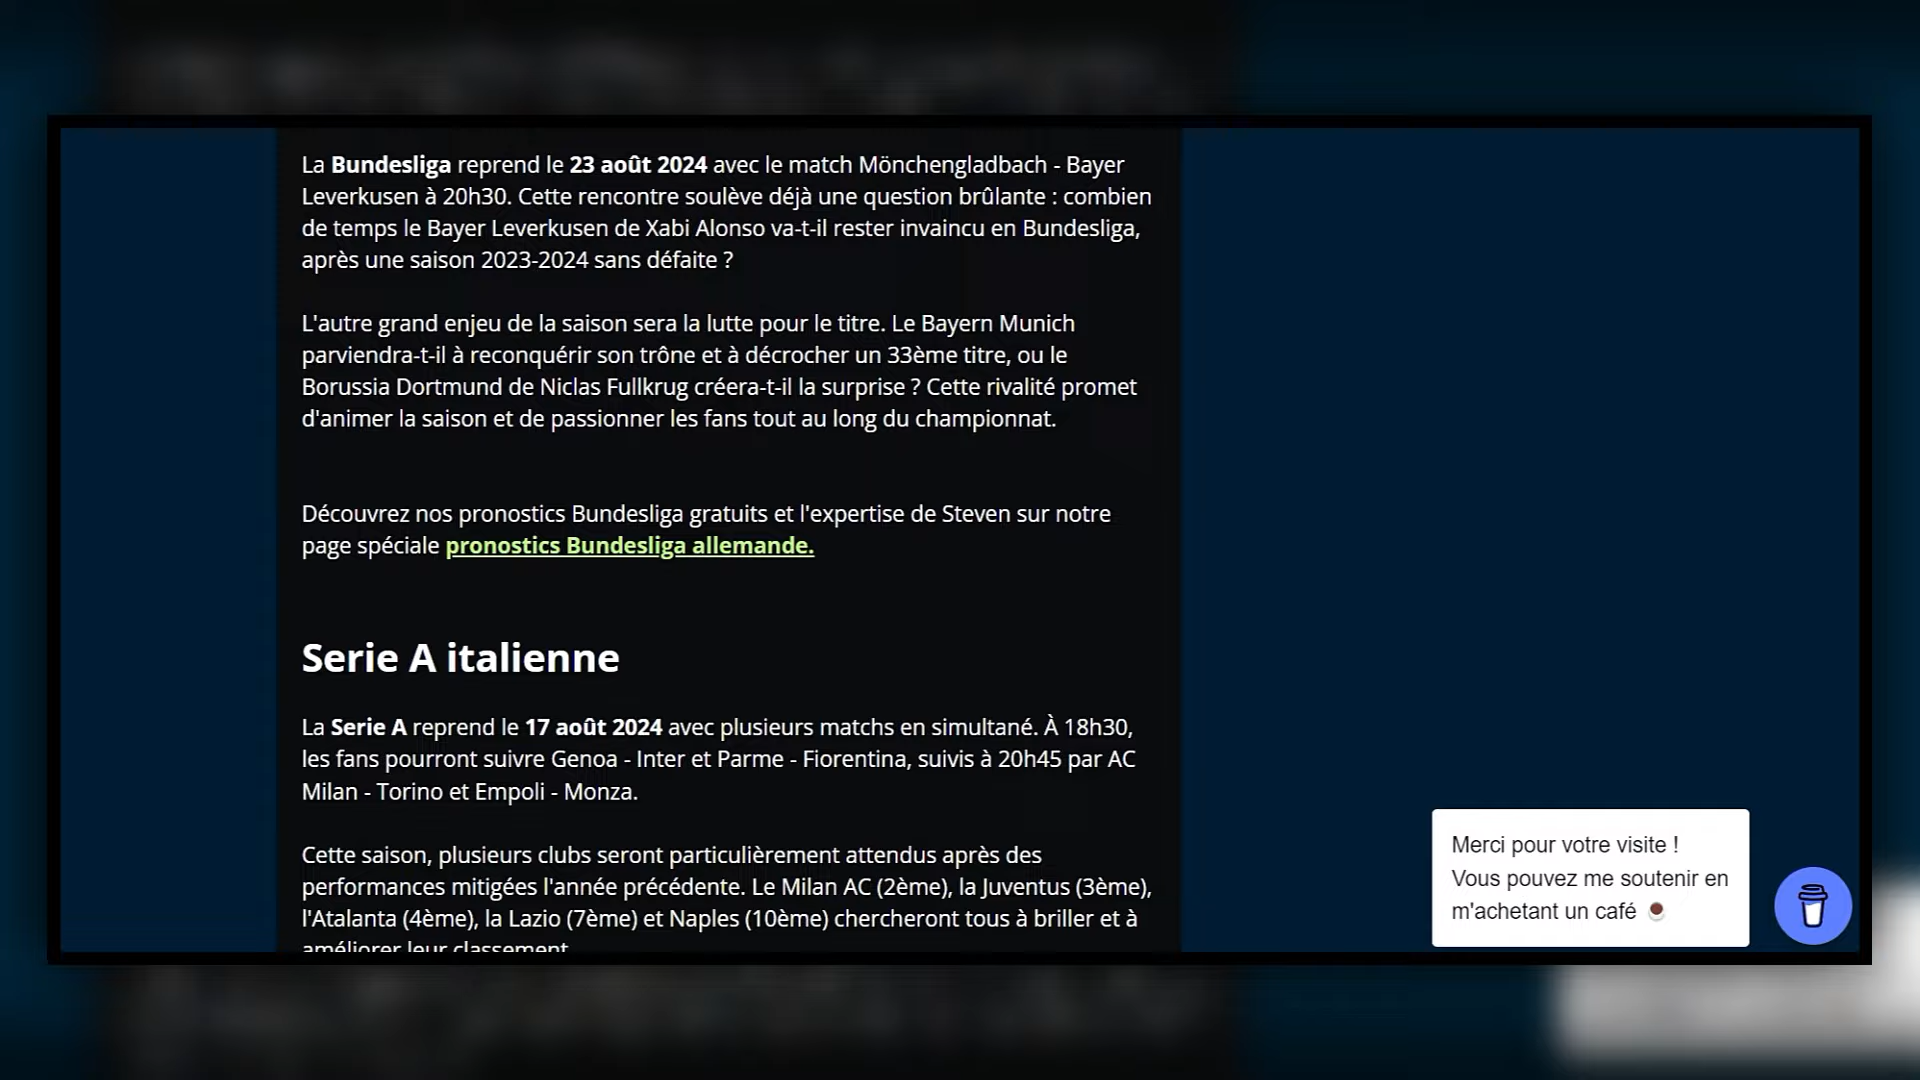 La Bundesliga reprend le 23 août 2024 avec le match Mönchengladbach - Bayer
Leverkusen à 20h30. Cette rencontre soulève déjà une question brûlante : combien
de temps le Bayer Leverkusen de Xabi Alonso va-t-il rester invaincu en Bundesliga,
après une saison 2023-2024 sans défaite ?
L'autre grand enjeu de la saison sera la lutte pour le titre. Le Bayern Munich
parviendra-t-il à reconquérir son trône et à décrocher un 33ème titre, ou le
Borussia Dortmund de Niclas Fullkrug créera-t-il la surprise ? Cette rivalité promet
d'animer la saison et de passionner les fans tout au long du championnat.
Découvrez nos pronostics Bundesliga gratuits et l'expertise de Steven sur notre
page spéciale pronostics Bundesliga allemande.
Serie A italienne
La Serie A reprend le 17 août 2024 avec plusieurs matchs en simultané. À 18h30,
les fans pourront suivre Genoa - Inter et Parme - Fiorentina, suivis à 20h45 par AC
Milan - Torino et Empoli - Monza.
Cette saison, plusieurs clubs seront particulièrement attendus après des
performances mitigées l'année précédente. Le Milan AC (2ème), la Juventus (3ème),
l'Atalanta (4ème), la Lazio (7ème) et Naples (10ème) chercheront tous à briller et à
améliorer leur classement.
Merci pour votre visite !
Vous pouvez me soutenir en
m'achetant un café